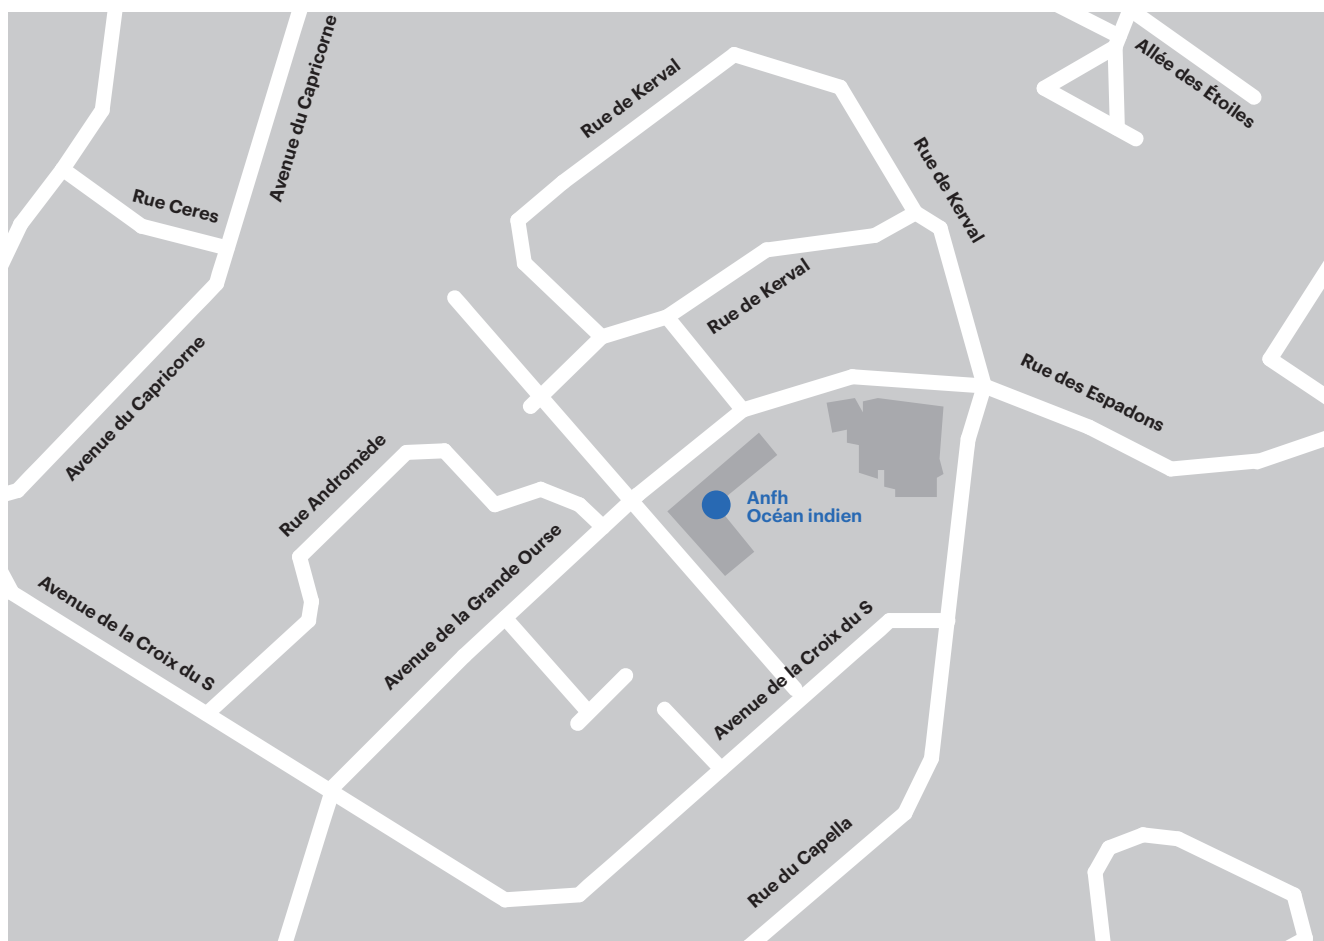 Avenue du Capricorne
Allée des Étoiles
Rue de Kerval
Rue Ceres
Rue de Kerval
Rue de Kerval
Avenue du Capricorne
Rue des Espadons
Rue Andromède
Anfh
Océan indien
Avenue de la Grande Ourse
Avenue de la Croix du S
Avenue de la Croix du S
Rue du Capella